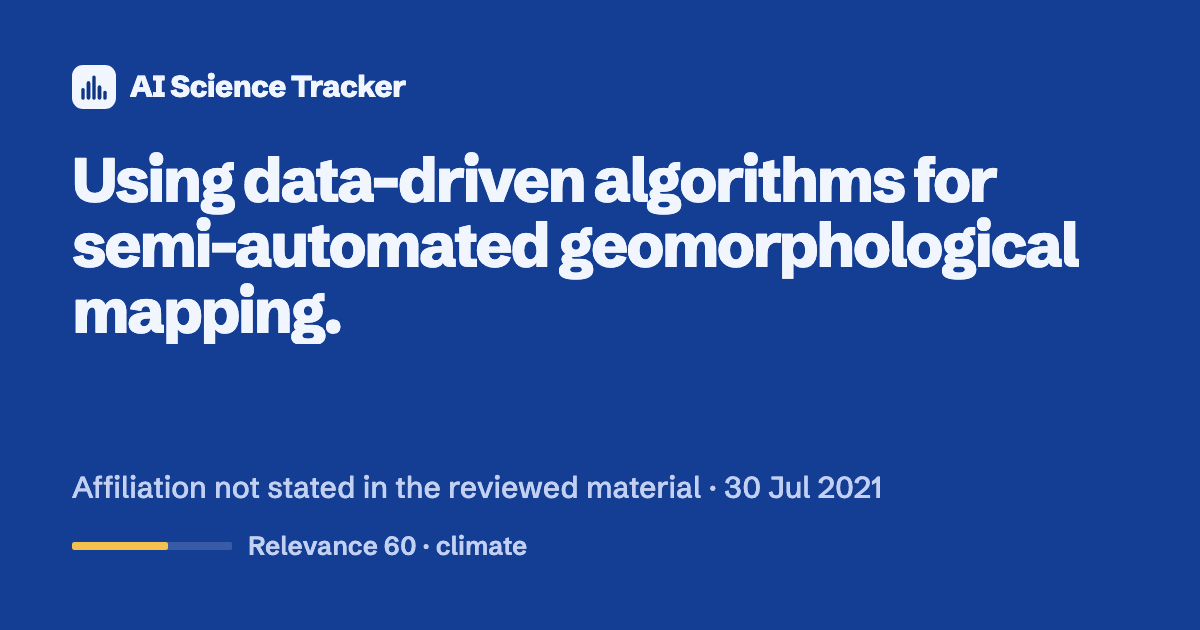 AI Science Tracker
Using data-driven algorithms for
semi-automated geomorphological
mapping.
Affiliation not stated in the reviewed material · 30 Jul 2021
Relevance 60 · climate